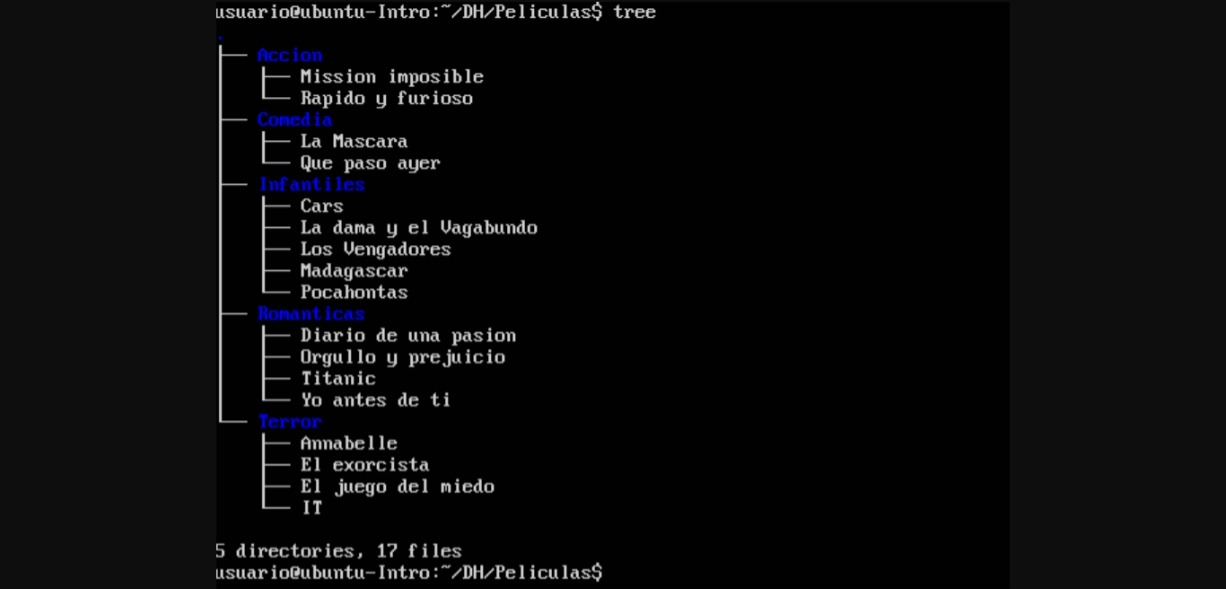 usuario@ubuntu-Intro:~/DH/Peliculas$ tree
.
├── Accion
│   ├── Mission imposible
│   └── Rapido y furioso
├── Comedia
│   ├── La Mascara
│   └── Que paso ayer
├── Infantiles
│   ├── Cars
│   ├── La dama y el Vagabundo
│   ├── Los Vengadores
│   ├── Madagascar
│   └── Pocahontas
├── Romanticas
│   ├── Diario de una pasion
│   ├── Orgullo y prejuicio
│   ├── Titanic
│   └── Yo antes de ti
└── Terror
    ├── Annabelle
    ├── El exorcista
    ├── El juego del miedo
    └── IT
5 directories, 17 files
usuario@ubuntu-Intro:~/DH/Peliculas$